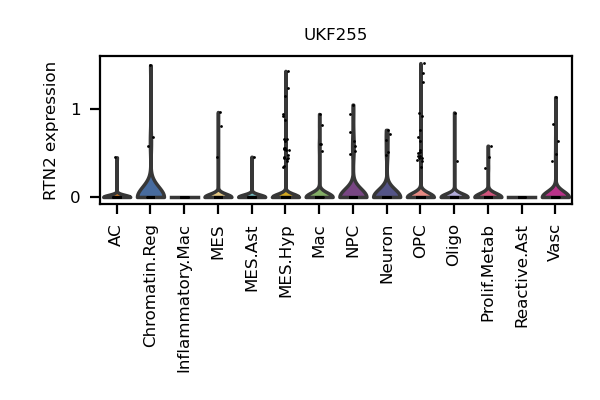 UKF255
RTN2 expression
1
0
AC
Chromatin.Reg
Inflammatory.Mac
MES
MES.Ast
MES.Hyp
Mac
NPC
Neuron
OPC
Oligo
Prolif.Metab
Reactive.Ast
Vasc